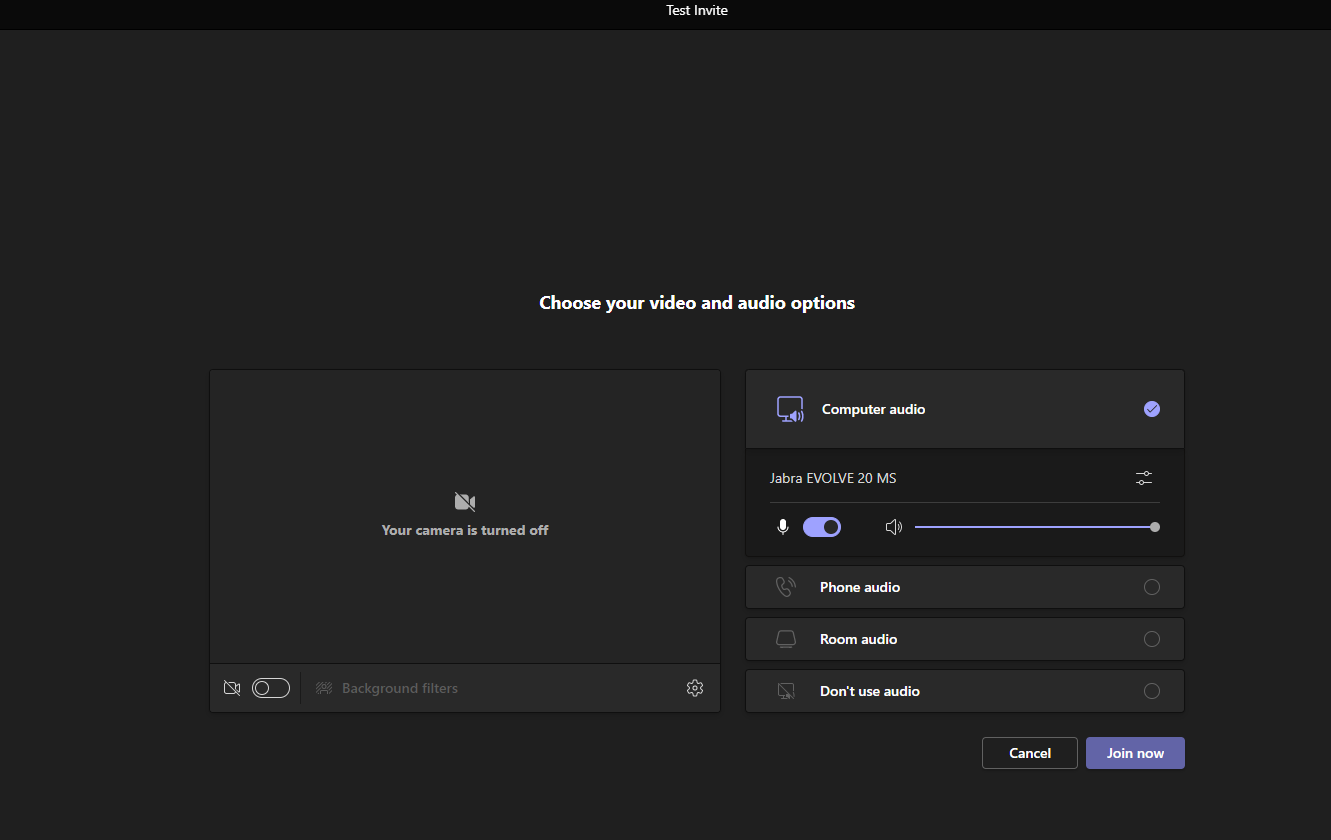 Test Invite
Choose your video and audio options
Your camera is turned off
Background filters
Computer audio
Jabra EVOLVE 20 MS
Phone audio
Room audio
Don't use audio
Cancel
Join now